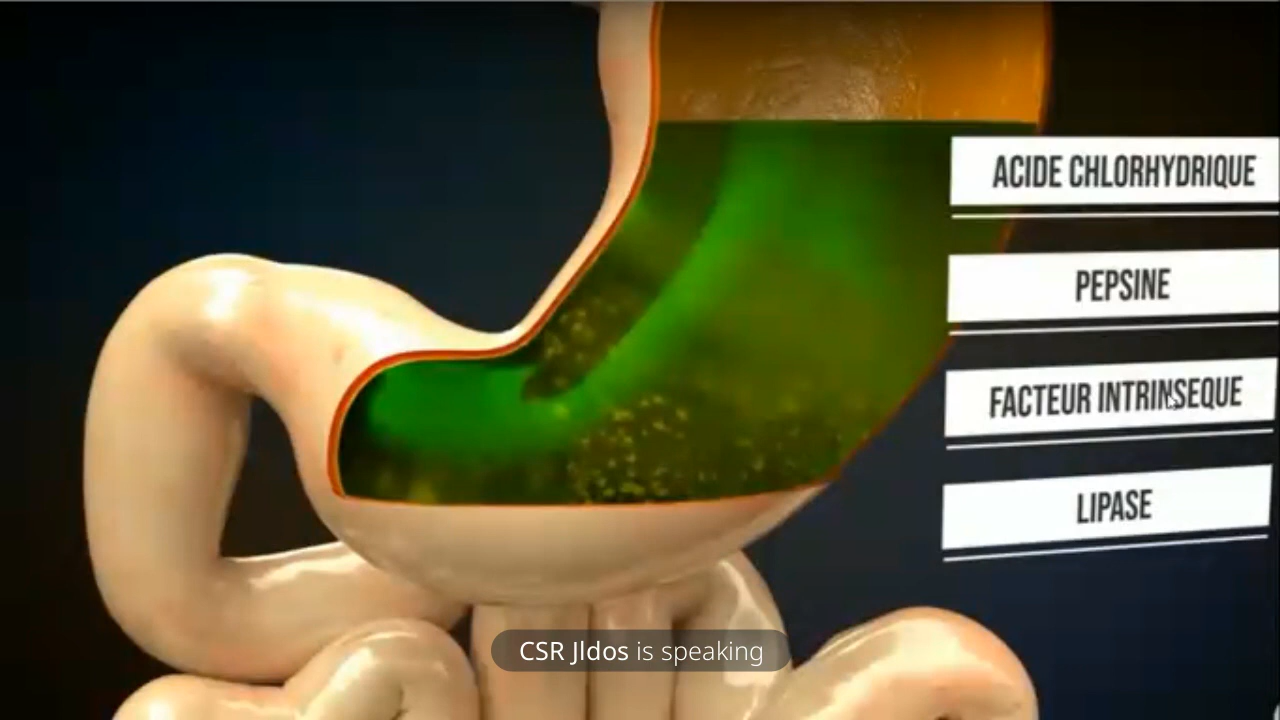 ACIDE CHLORHYDRIQUE
PEPSINE
FACTEUR INTRINSEQUE
LIPASE
CSR Jldos is speaking